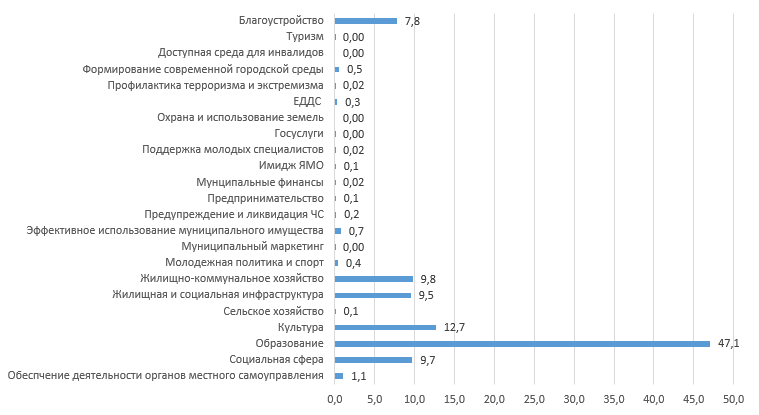 Благоустройство 7,8
Туризм 0,00
Доступная среда для инвалидов 0,00
Формирование современной городской среды 0,5
Профилактика терроризма и экстремизма 0,02
ЕДДС 0,3
Охрана и использование земель 0,00
Госуслуги 0,00
Поддержка молодых специалистов 0,02
Имидж ЯМО 0,1
Мунципальные финансы 0,02
Предпринимательство 0,1
Предупреждение и ликвидация ЧС 0,2
Эффективное использование муниципального имущества 0,7
Муниципальный маркетинг 0,00
Молодежная политика и спорт 0,4
Жилищно-коммунальное хозяйство 9,8
Жилищная и социальная инфраструктура 9,5
Сельское хозяйство 0,1
Культура 12,7
Образование 47,1
Социальная сфера 9,7
Обеспчение деятельности органов местного самоуправления 1,1
0,0 5,0 10,0 15,0 20,0 25,0 30,0 35,0 40,0 45,0 50,0